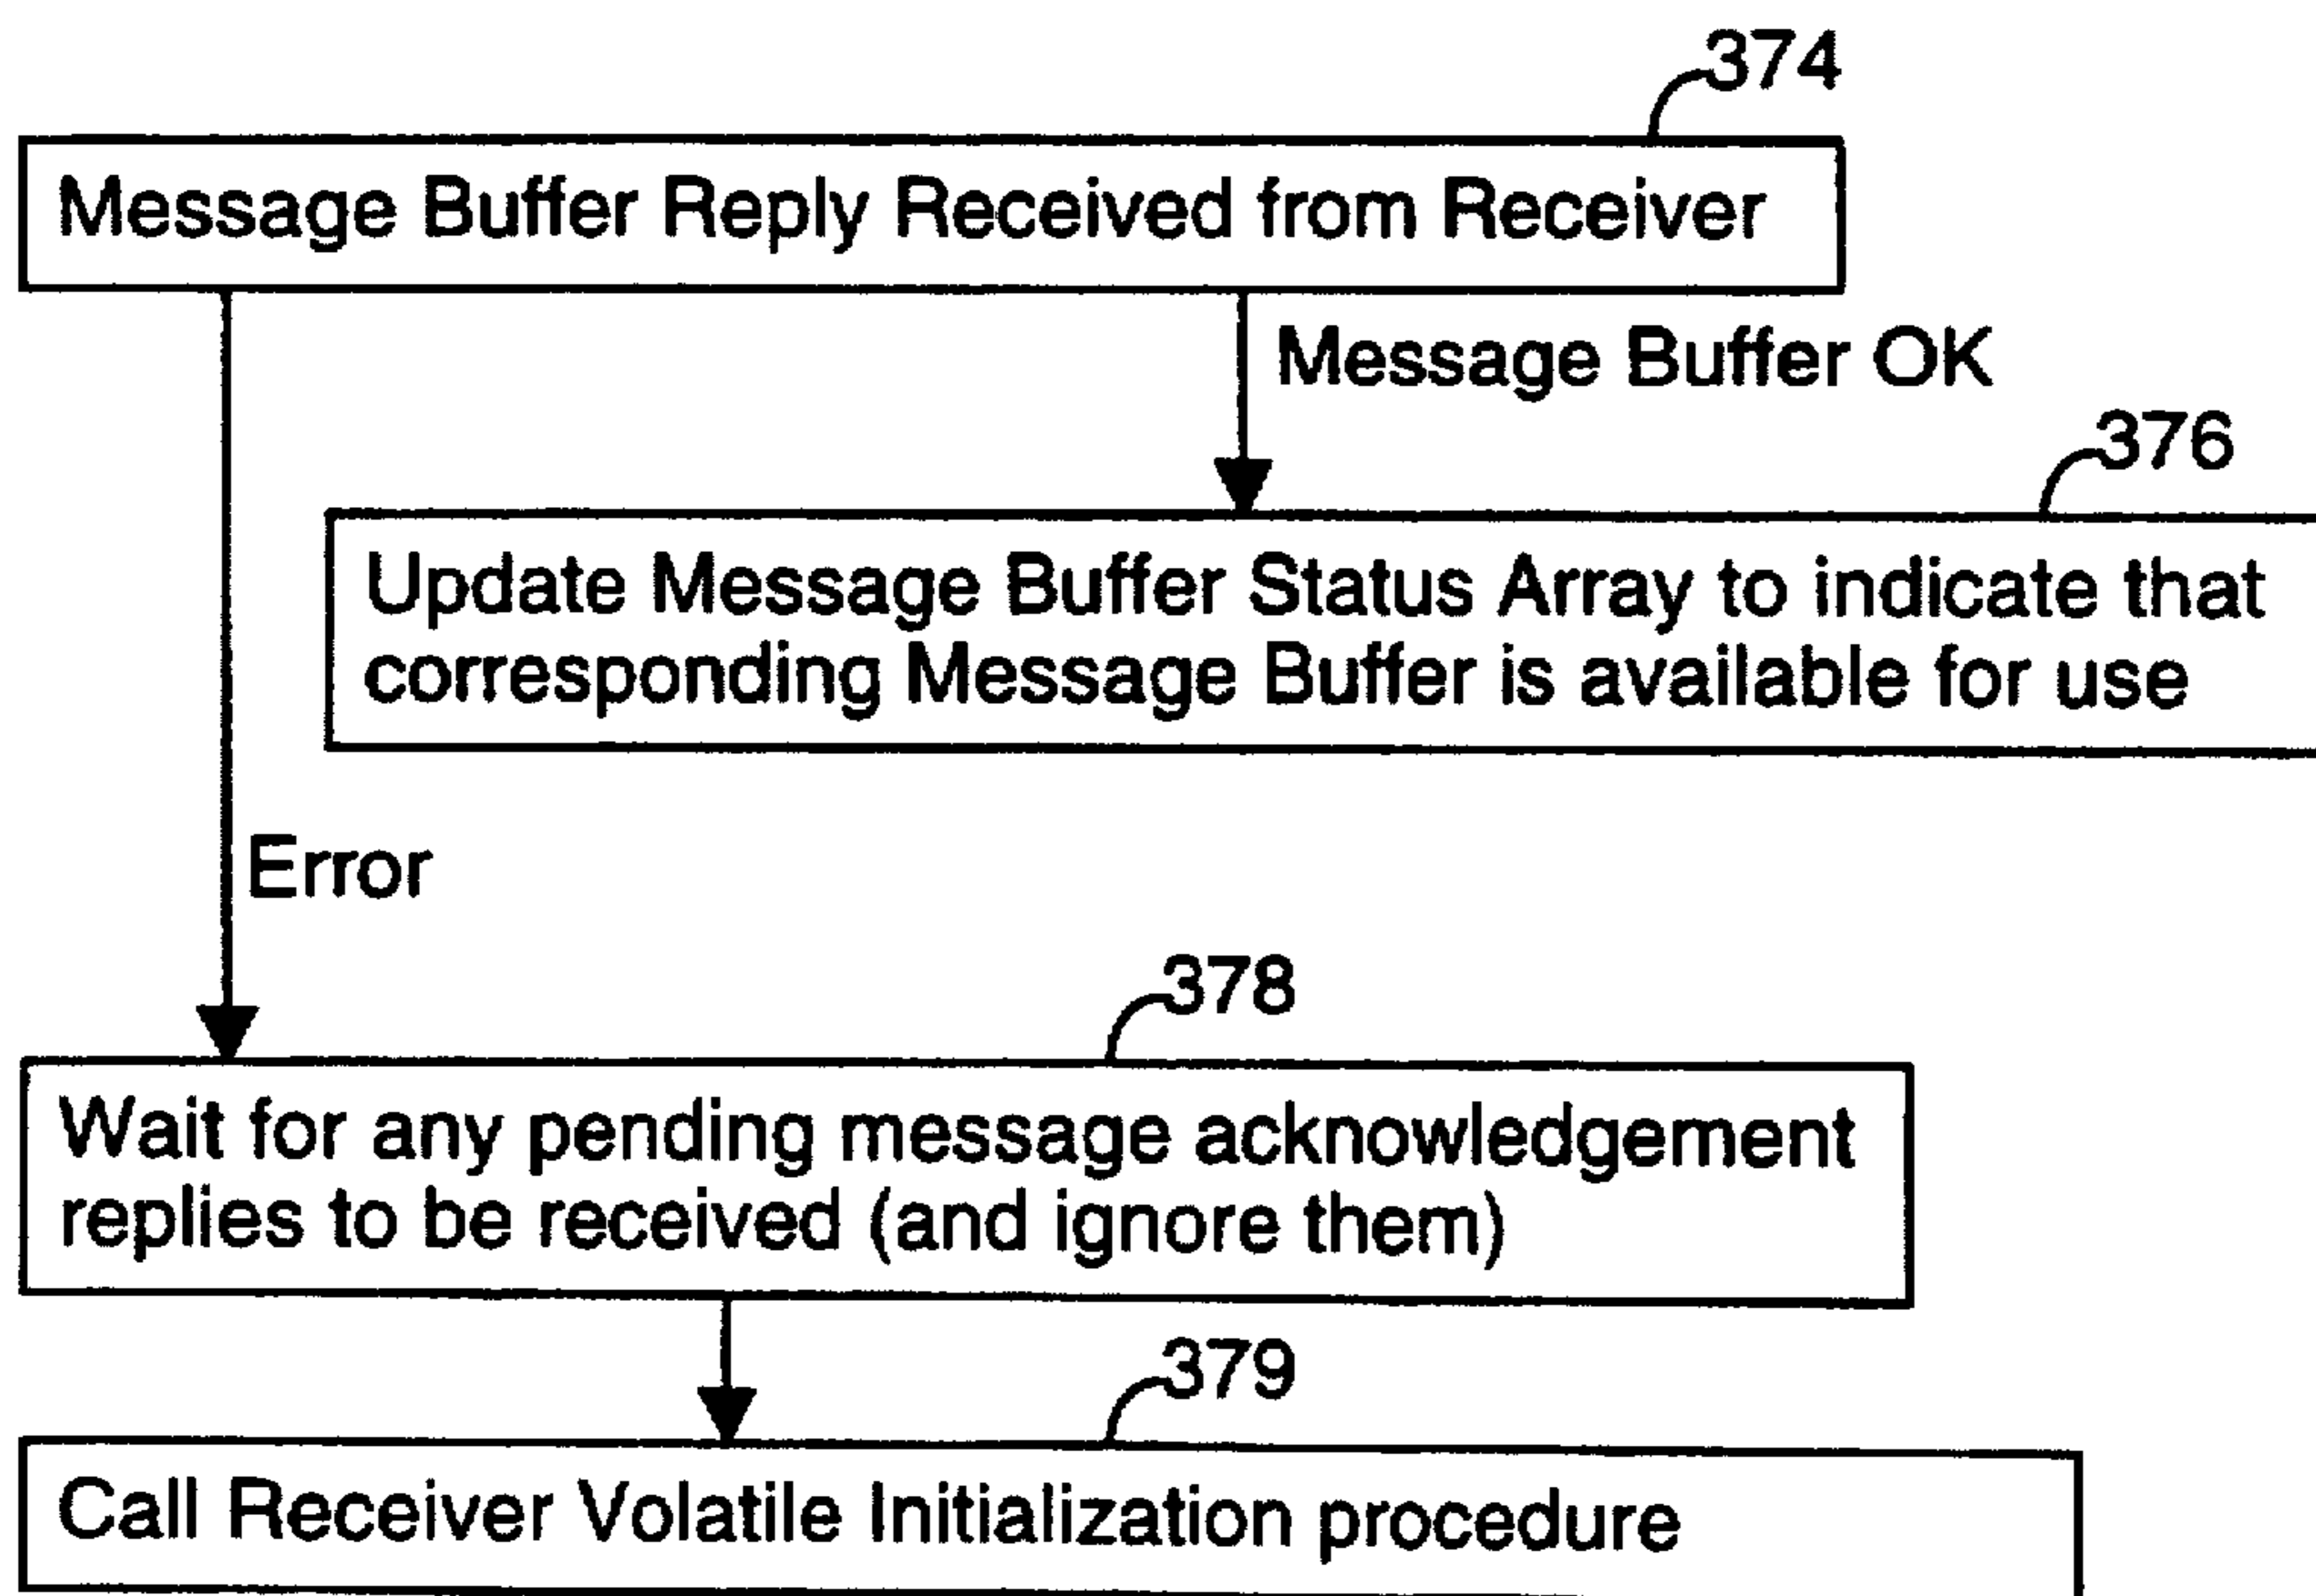 374
Message Buffer Reply Received from Receiver
Message Buffer OK
376
Update Message Buffer Status Array to indicate that
corresponding Message Buffer is available for use
Error
378
Wait for any pending message acknowledgement
replies to be received (and ignore them)
379
Call Receiver Volatile Initialization procedure